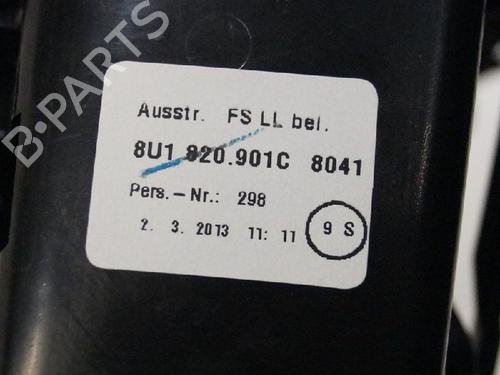 B-PARTS
Ausstr. FS LL bel.
8U1 820.901C 8041
Pers.-Nr.: 298
2. 3. 2013 11: 11 9 S